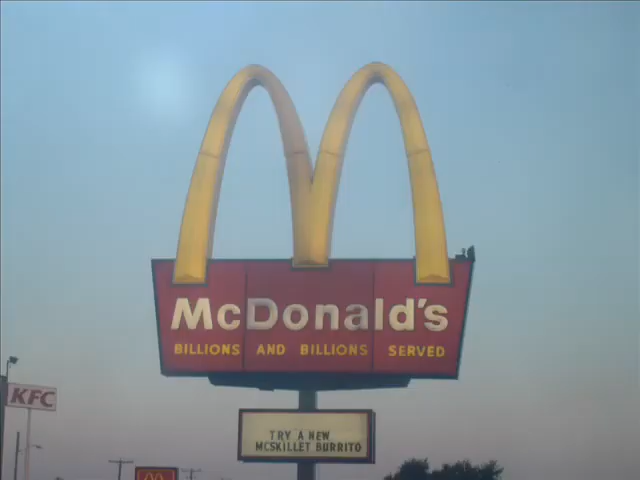 McDonald's
BILLIONS AND BILLIONS SERVED
KFC
TRY A NEW
MCSKILLET BURRITO